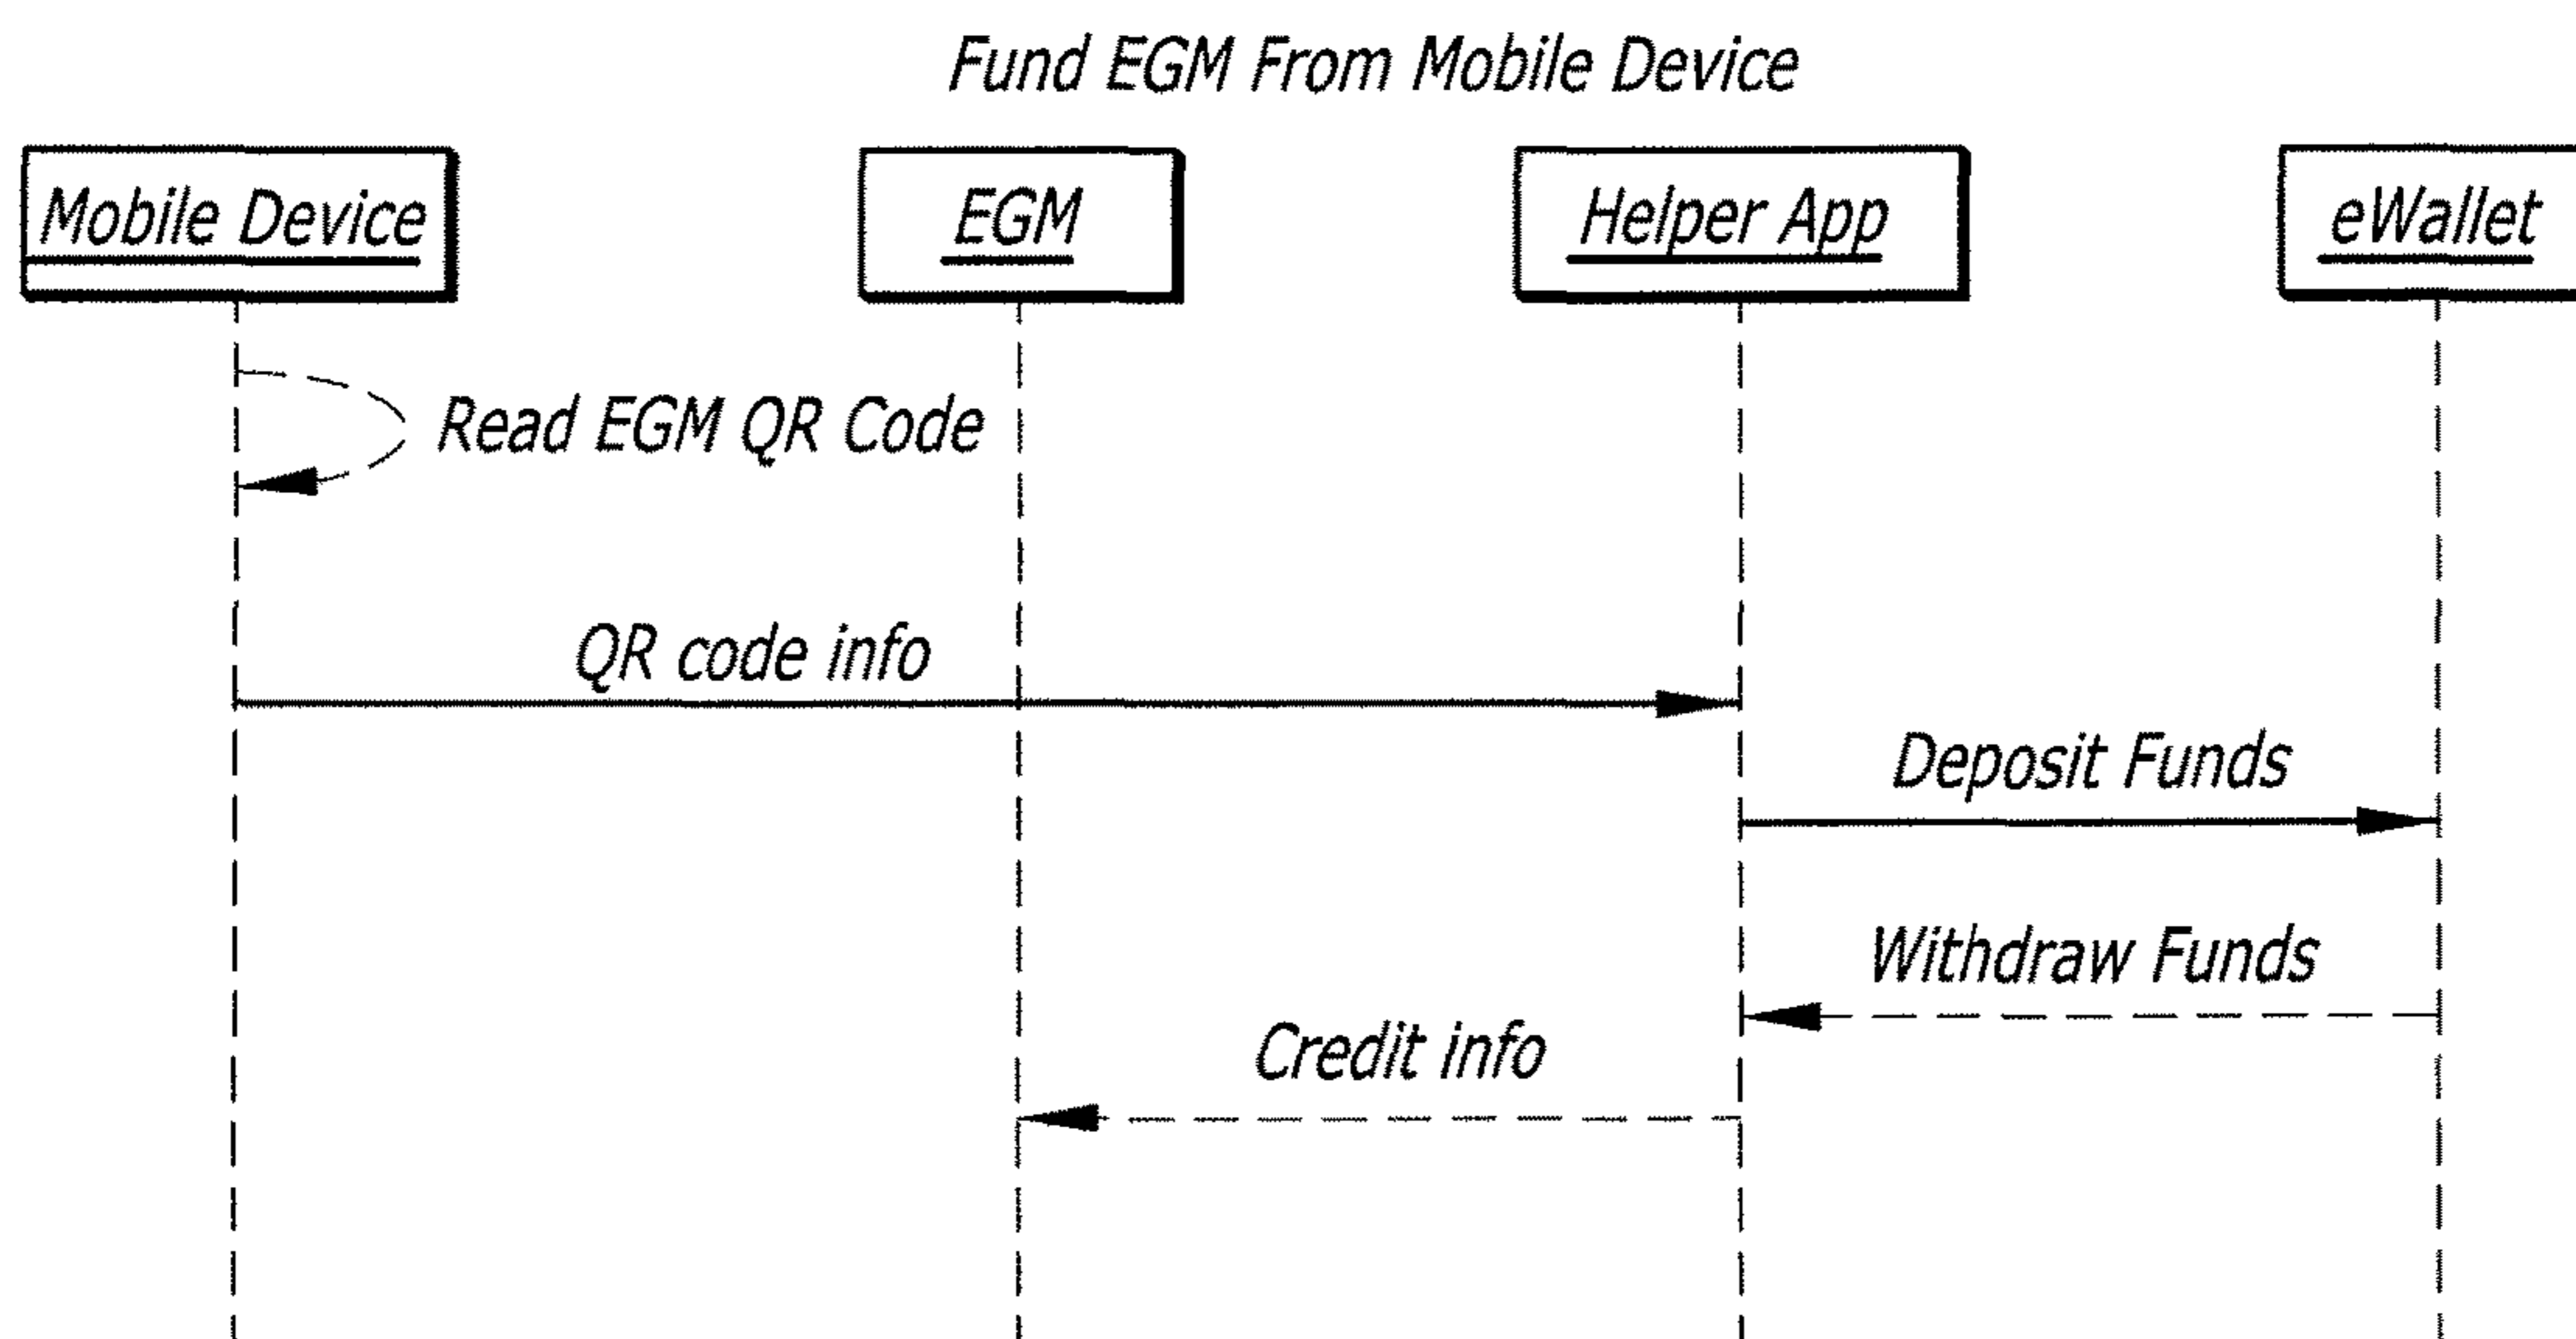 Fund EGM From Mobile Device
Mobile Device
EGM
Helper App
eWallet
Read EGM QR Code
QR code info
Deposit Funds
Withdraw Funds
Credit info